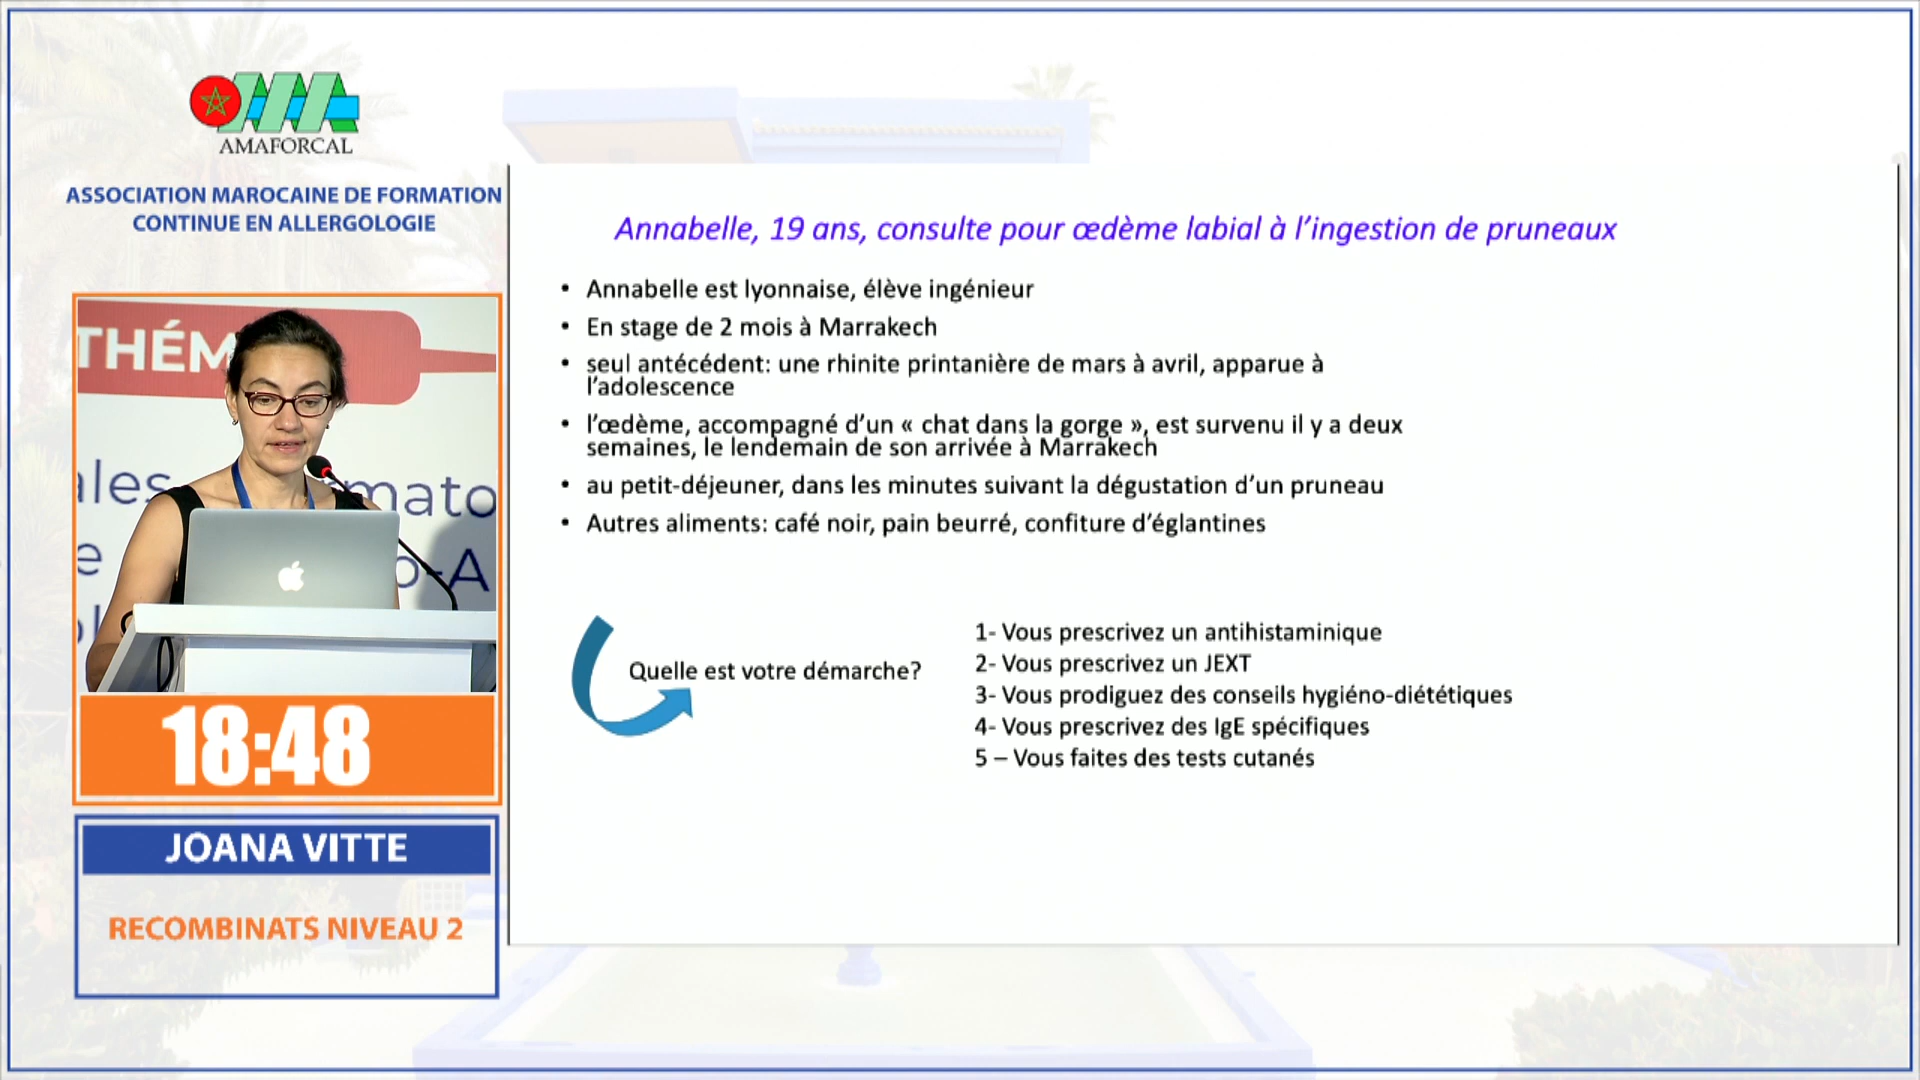 AMAFORCAL
ASSOCIATION MAROCAINE DE FORMATION
CONTINUE EN ALLERGOLOGIE
THÉM
ales
mato
e
o-A
ol
18:48
JOANA VITTE
RECOMBINATS NIVEAU 2
Annabelle, 19 ans, consulte pour œdème labial à l'ingestion de pruneaux
• Annabelle est lyonnaise, élève ingénieur
• En stage de 2 mois à Marrakech
• seul antécédent: une rhinite printanière de mars à avril, apparue à
l'adolescence
• l'œdème, accompagné d'un « chat dans la gorge », est survenu il y a deux
semaines, le lendemain de son arrivée à Marrakech
• au petit-déjeuner, dans les minutes suivant la dégustation d'un pruneau
• Autres aliments: café noir, pain beurré, confiture d'églantines
Quelle est votre démarche?
1- Vous prescrivez un antihistaminique
2- Vous prescrivez un JEXT
3- Vous prodiguez des conseils hygiéno-diététiques
4- Vous prescrivez des IgE spécifiques
5 – Vous faites des tests cutanés